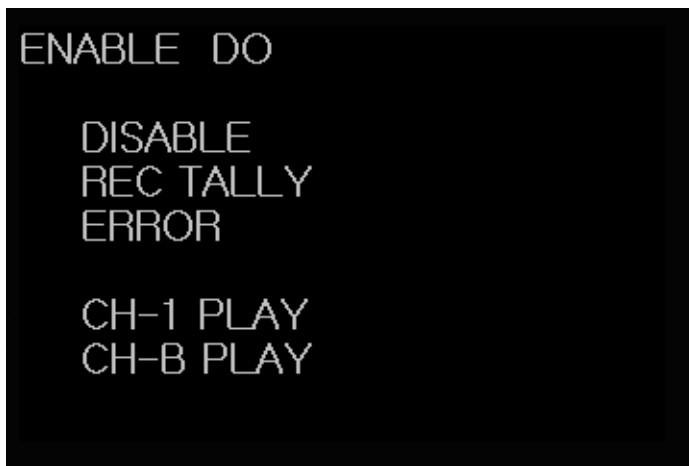 ENABLE DO
DISABLE
REC TALLY
ERROR
CH-1 PLAY
CH-B PLAY